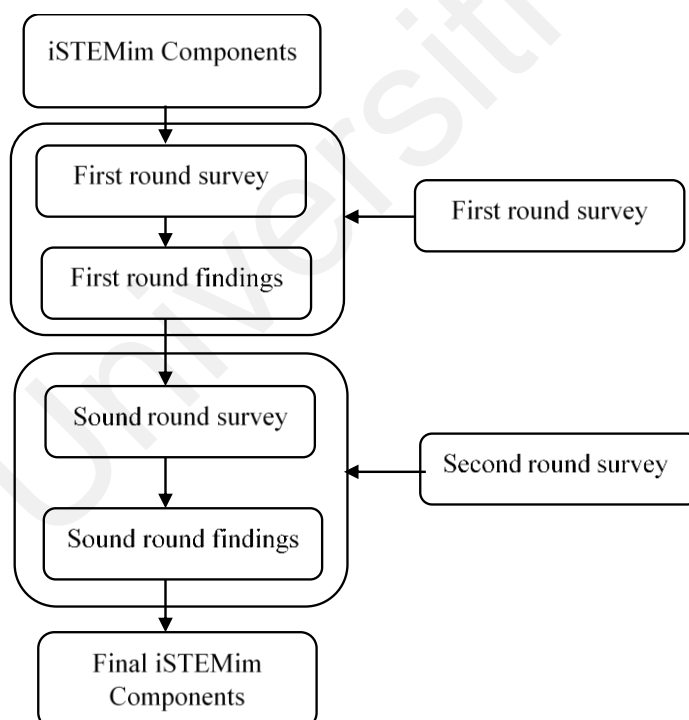 iSTEMim Components
First round survey
First round survey
First round findings
Sound round survey
Second round survey
Sound round findings
Final iSTEMim
Components
Universiti